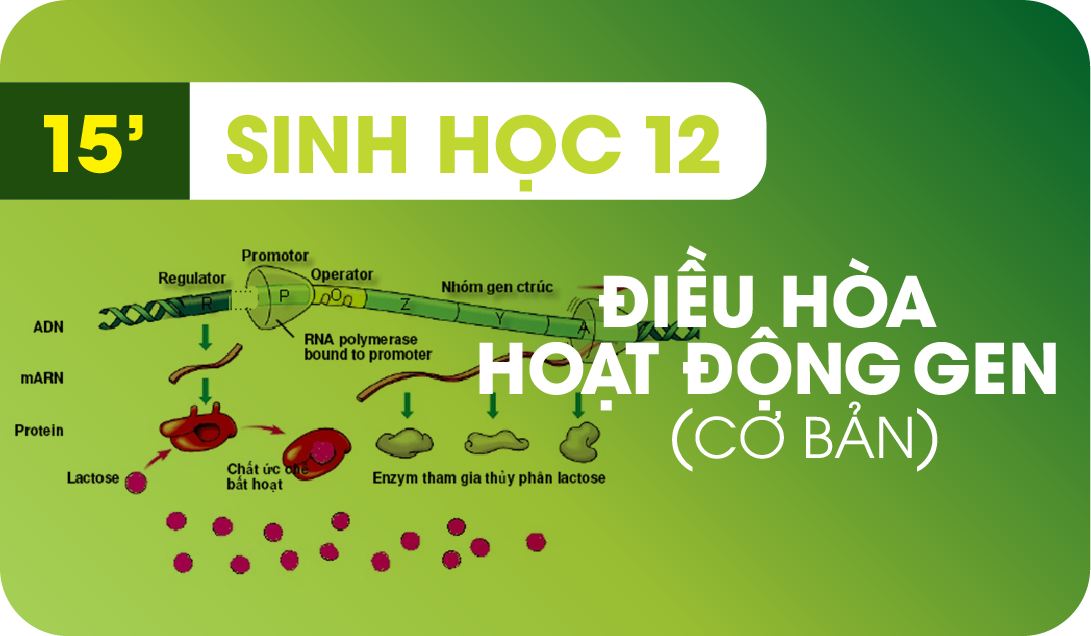 15’
SINH HỌC 12
Promotor
Regulator
Operator
Nhóm gen ctrúc
R
P
O
Z
Y
A
ADN
RNA polymerase
bound to promoter
mARN
Protein
Lactose
Chất ức chế
bất hoạt
Enzym tham gia thủy phân lactose
ĐIỀU HÒA
HOẠT ĐỘNG GEN
(CƠ BẢN)